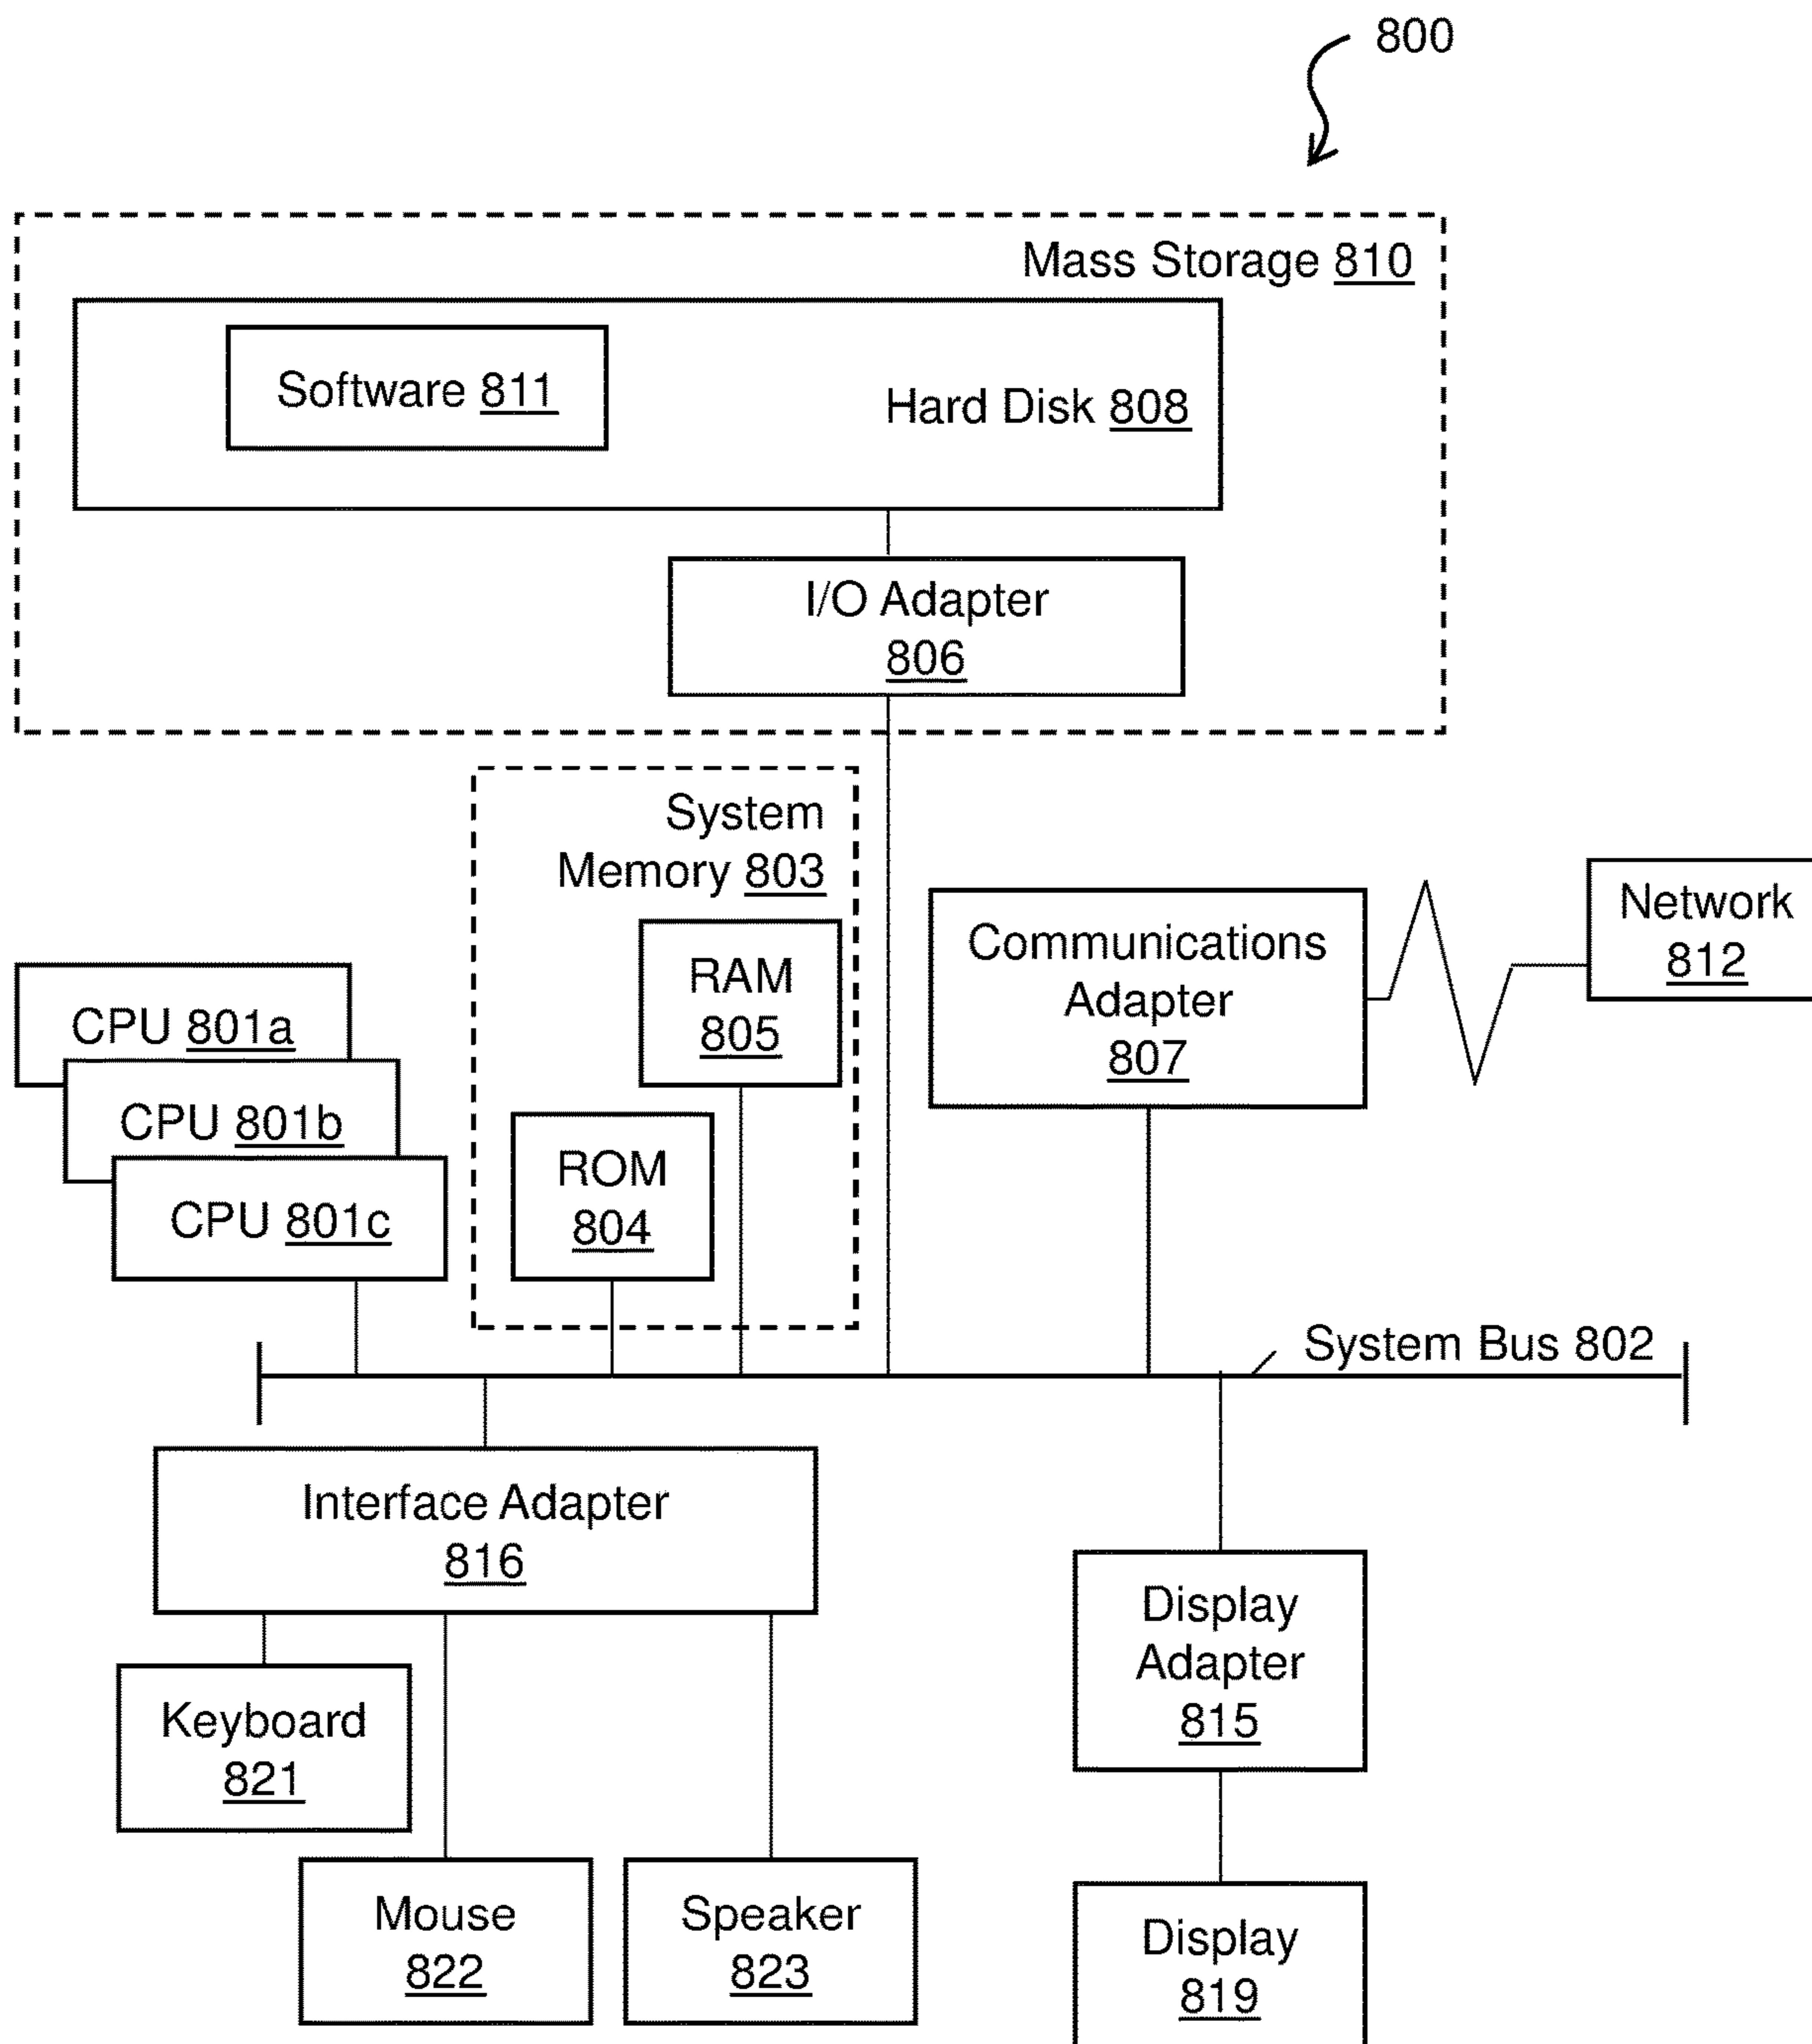 800
Mass Storage 810
Software 811
Hard Disk 808
I/O Adapter
806
System
Memory 803
RAM
805
ROM
804
Communications
Adapter
807
Network
812
CPU 801a
CPU 801b
CPU 801c
System Bus 802
Interface Adapter
816
Keyboard
821
Mouse
822
Speaker
823
Display
Adapter
815
Display
819